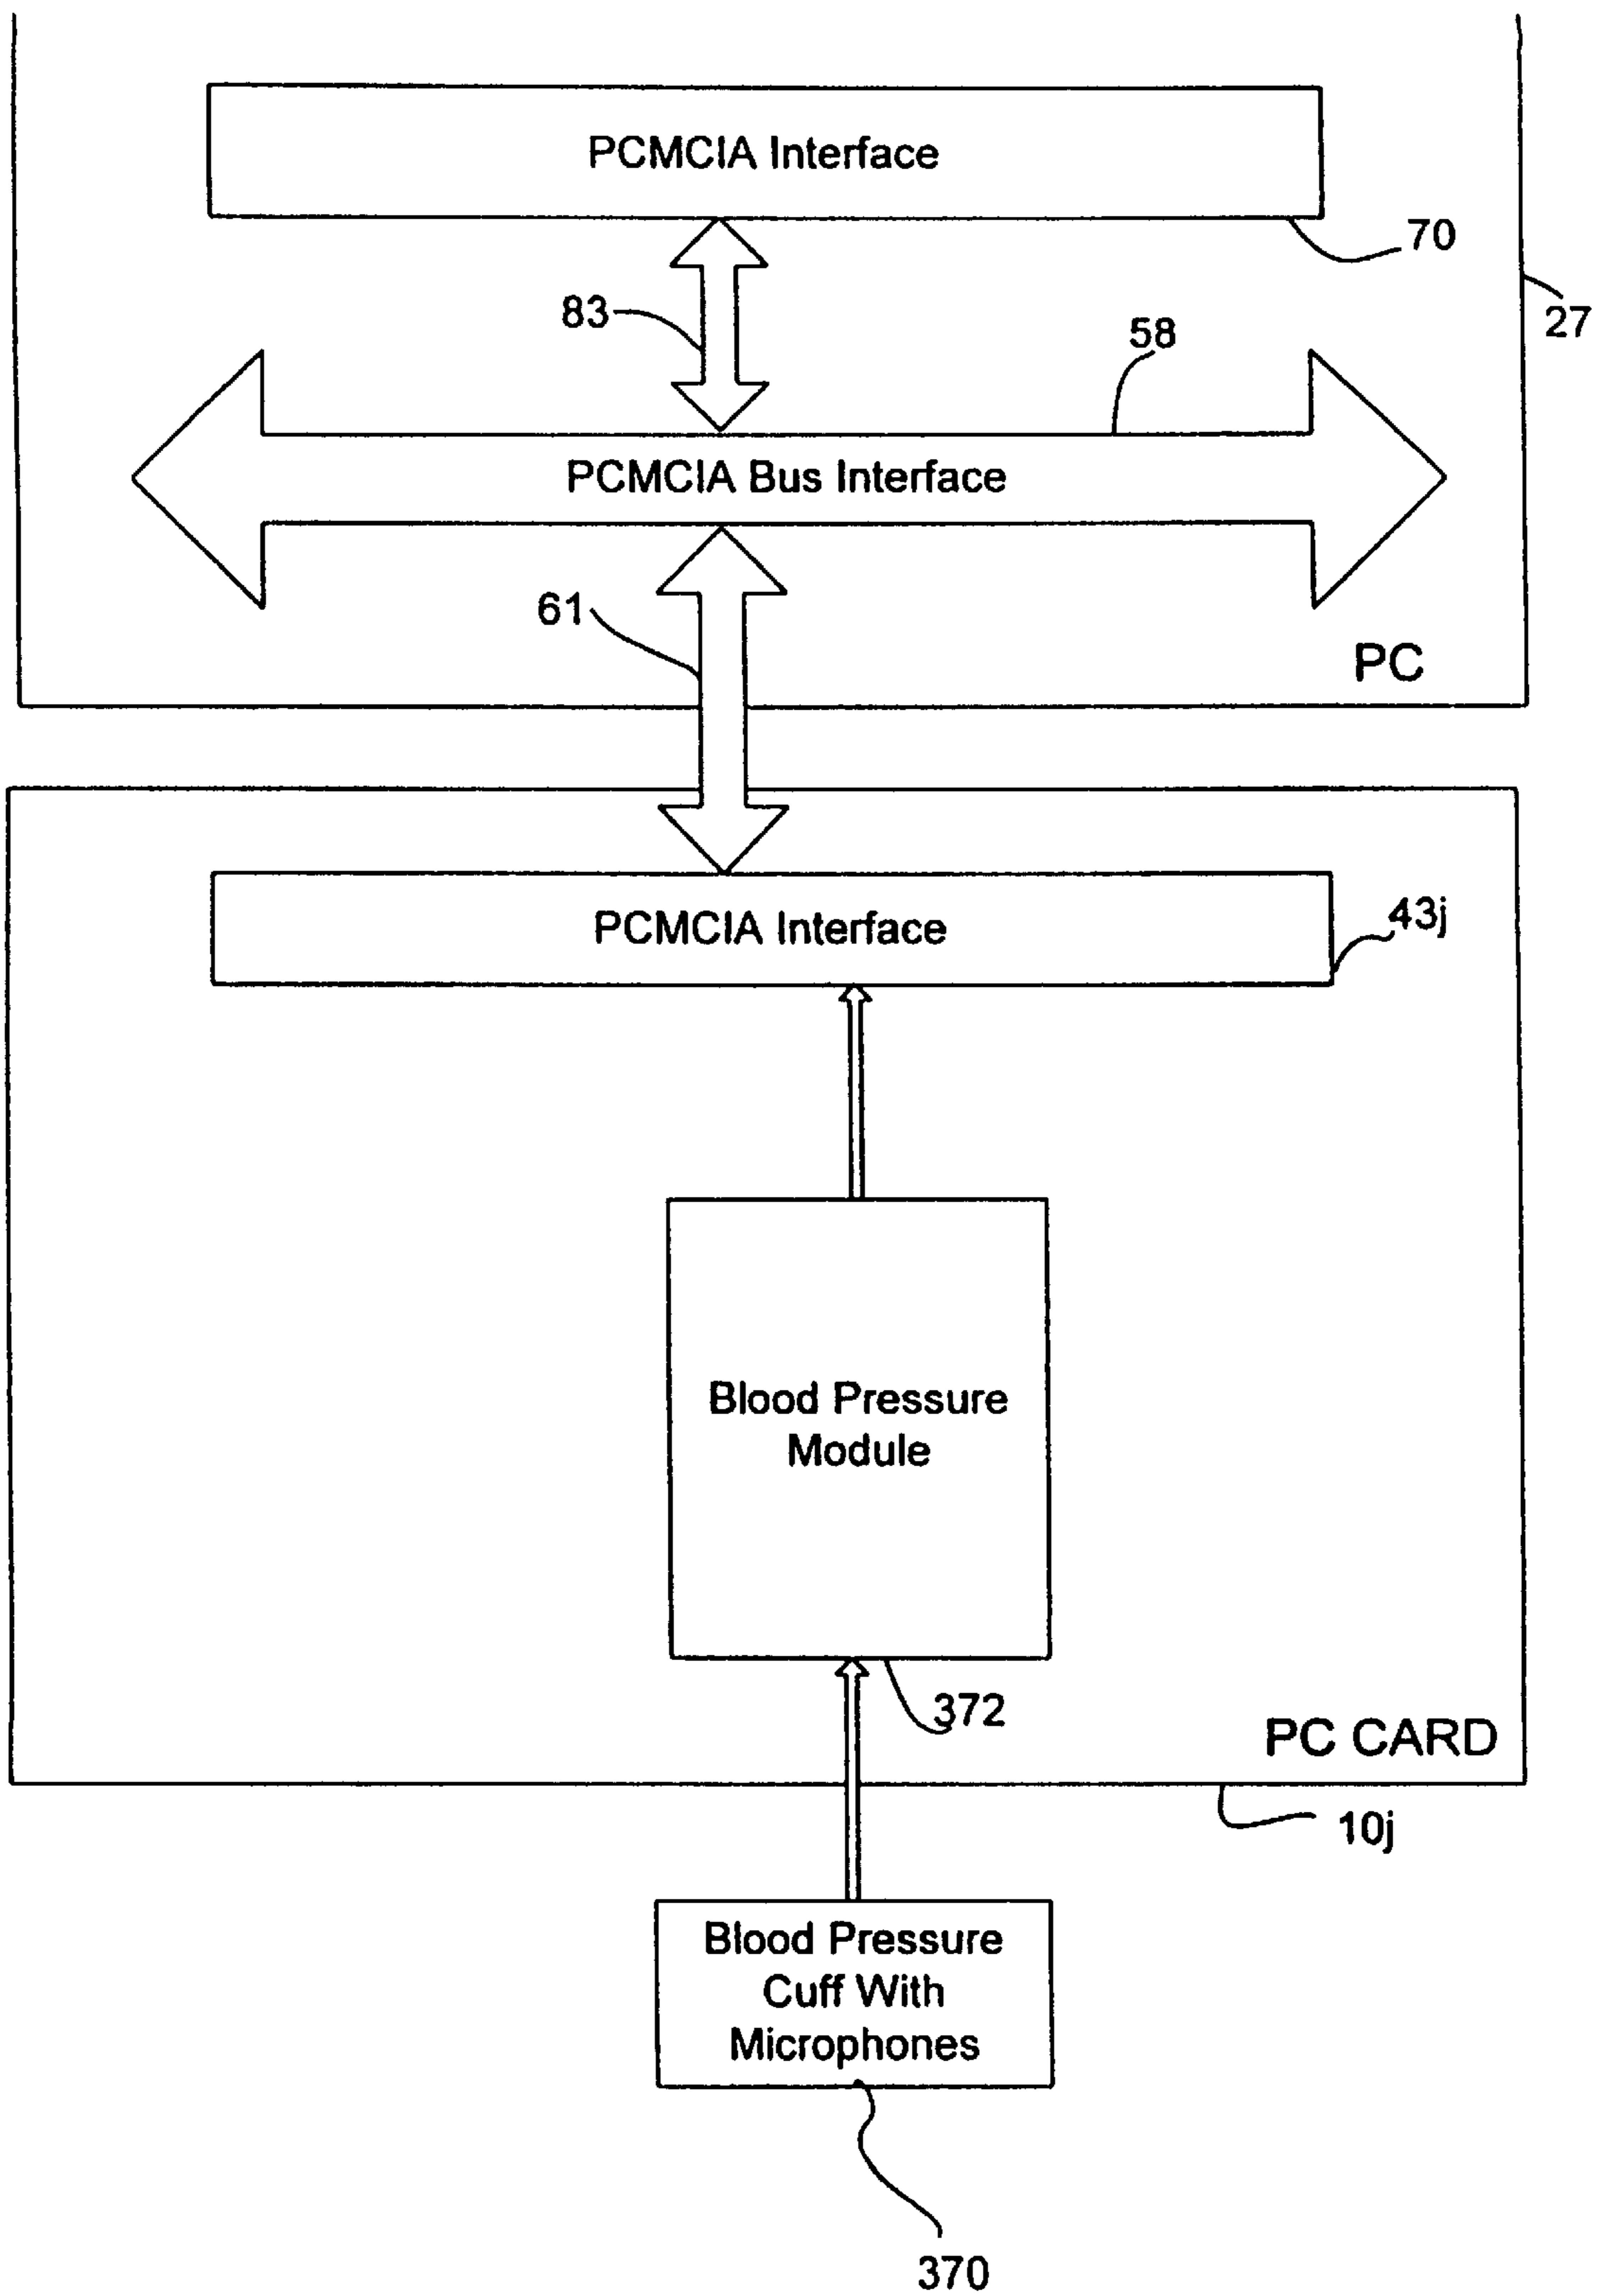 PCMCIA Interface
70
83
27
58
PCMCIA Bus Interface
61
PC
PCMCIA Interface
43j
Blood Pressure
Module
372
PC CARD
10j
Blood Pressure
Cuff With
Microphones
370